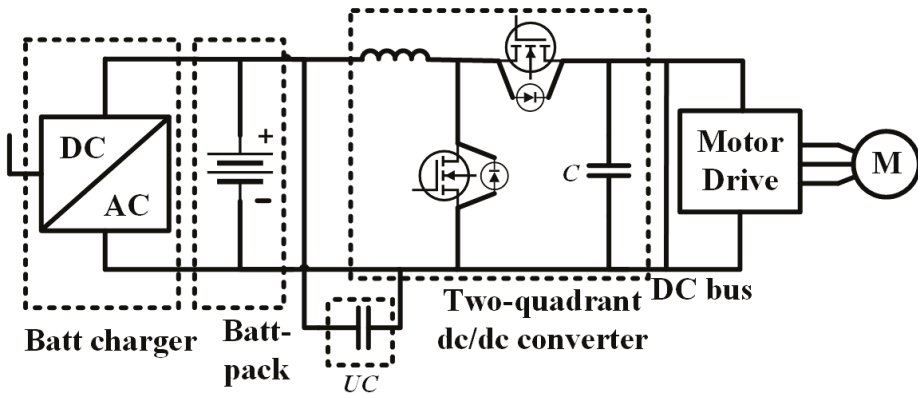 DC
AC
+
-
C
Motor
Drive
M
Batt charger
Batt-
pack
UC
Two-quadrant
dc/dc converter
DC bus